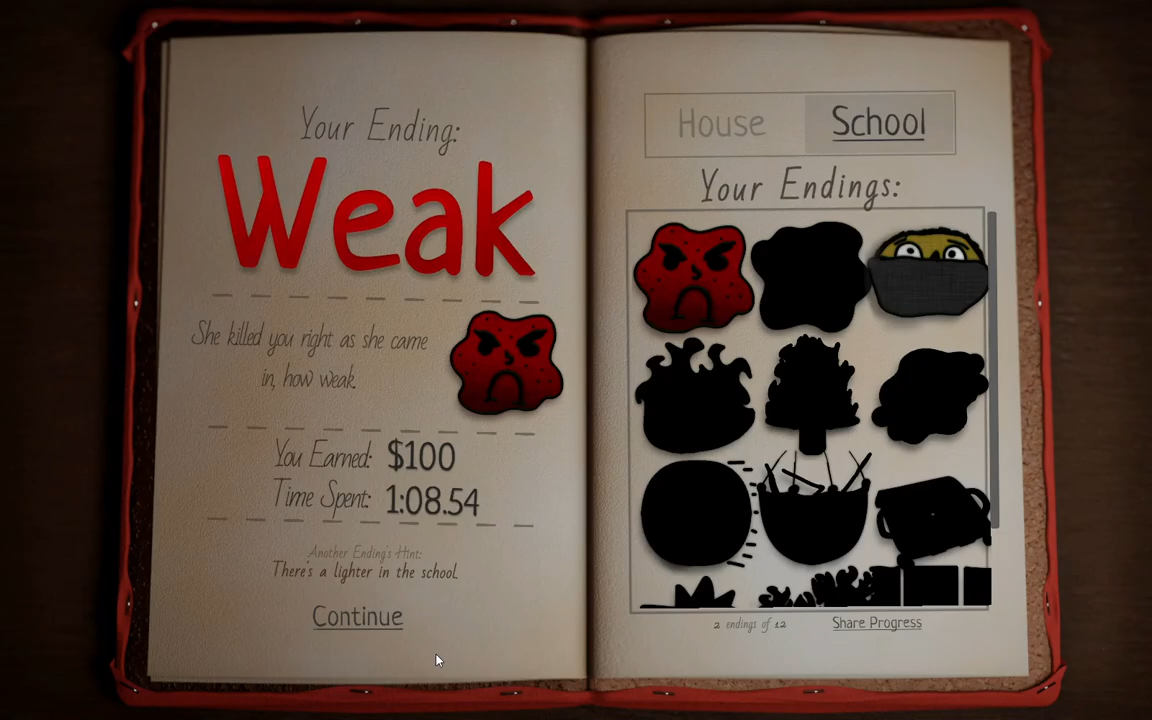 Your Ending:
Weak
She killed you right as she came
in, how weak.
You Earned: $100
Time Spent: 1:08.54
Another Ending's Hint:
There's a lighter in the school.
Continue
House School
Your Endings:
2 endings of 12 Share Progress